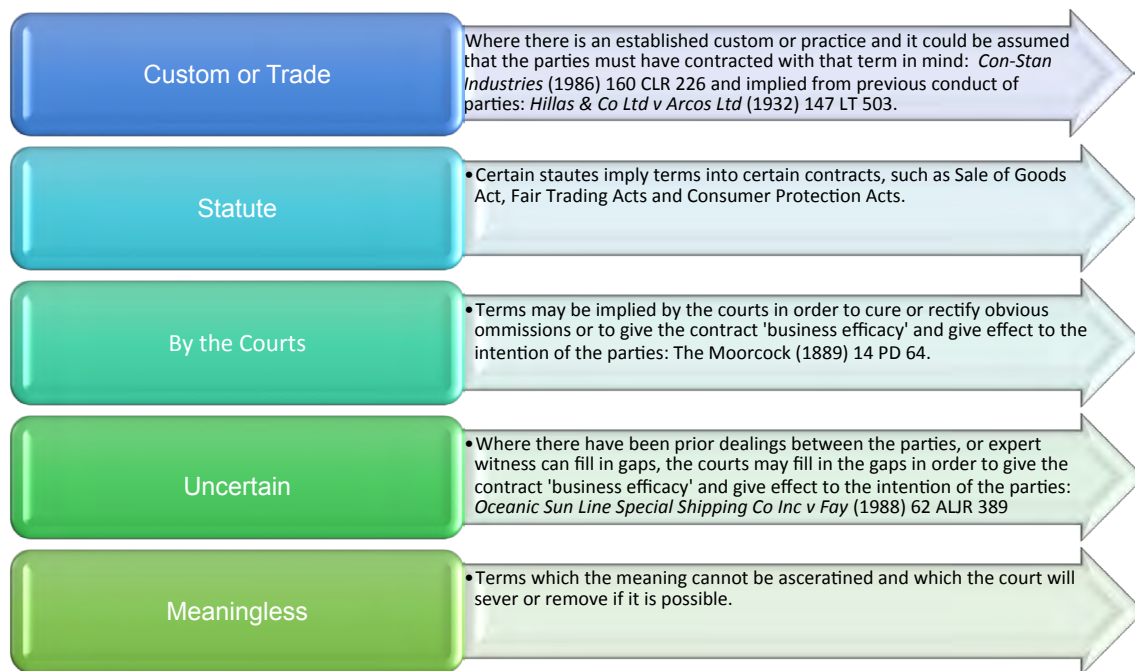 Custom or Trade
Where there is an established custom or practice and it could be assumed
that the parties must have contracted with that term in mind: Con-Stan
Industries (1986) 160 CLR 226 and implied from previous conduct of
parties: Hillas & Co Ltd v Arcos Ltd (1932) 147 LT 503.
Statute
•Certain stautes imply terms into certain contracts, such as Sale of Goods
Act, Fair Trading Acts and Consumer Protection Acts.
By the Courts
•Terms may be implied by the courts in order to cure or rectify obvious
ommissions or to give the contract 'business efficacy' and give effect to the
intention of the parties: The Moorcock (1889) 14 PD 64.
Uncertain
•Where there have been prior dealings between the parties, or expert
witness can fill in gaps, the courts may fill in the gaps in order to give the
contract 'business efficacy' and give effect to the intention of the parties:
Oceanic Sun Line Special Shipping Co Inc v Fay (1988) 62 ALJR 389
Meaningless
•Terms which the meaning cannot be asceratined and which the court will
sever or remove if it is possible.